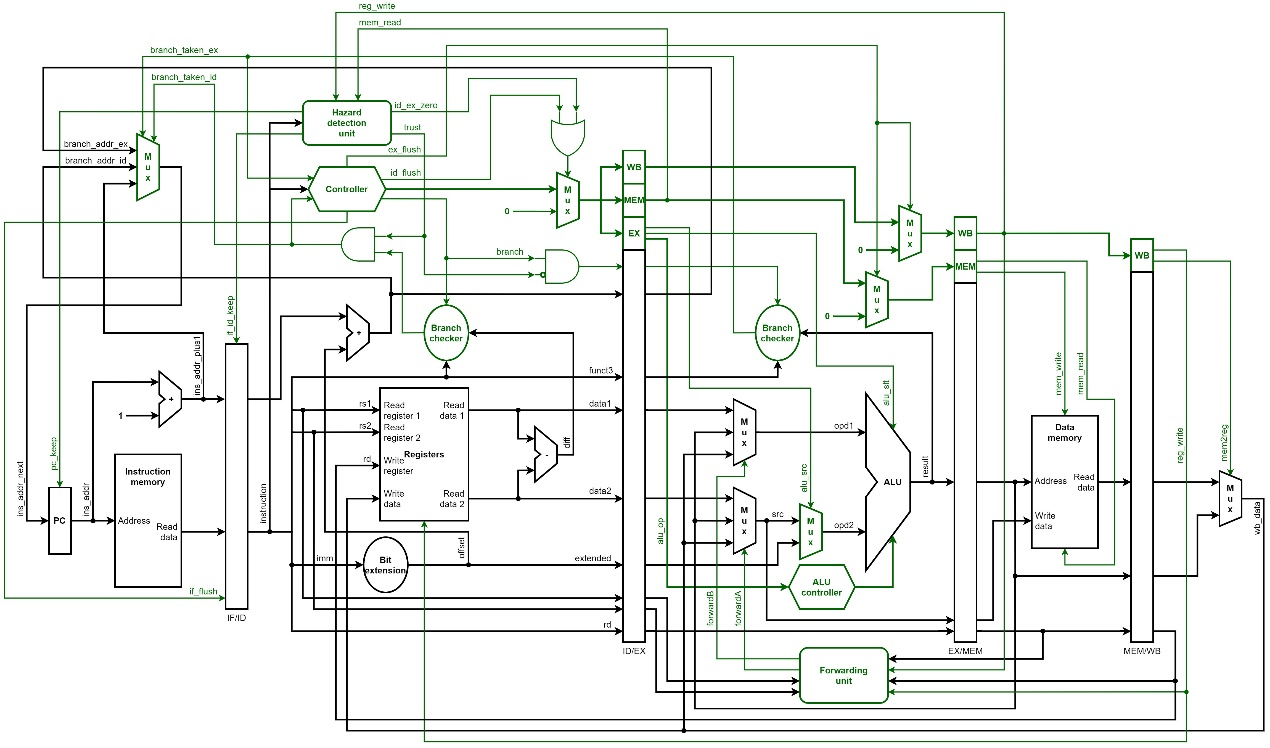 reg_write
mem_read
branch_taken_ex
branch_taken_id
id_ex_zero
Hazard
detection
unit
trust
ex_flush
id_flush
branch_addr_ex
branch_addr_id
M
u
x
Controller
M
u
x
0
WB
MEM
EX
M
u
x
0
WB
MEM
WB
branch
M
u
x
0
if_id_keep
+
Branch
checker
Branch
checker
ins_addr_plus1
funct3
mem_write
mem_read
alu_sft
+
1
rs1
rs2
rd
Read
register 1
Read
register 2
Write
register
Write
data
Registers
Read
data 1
Read
data 2
data1
data2
-
diff
M
u
x
opd1
M
u
x
src
alu_src
M
u
x
opd2
ALU
result
Data
memory
Address
Read
data
Write
data
reg_write
mem2reg
M
u
x
wb_data
ins_addr_next
pc_keep
PC
ins_addr
Instruction
memory
Address
Read
data
instruction
imm
Bit
extension
offset
extended
alu_op
ALU
controller
if_flush
IF/ID
rd
forwardB
forwardA
ID/EX
EX/MEM
MEM/WB
Forwarding
unit